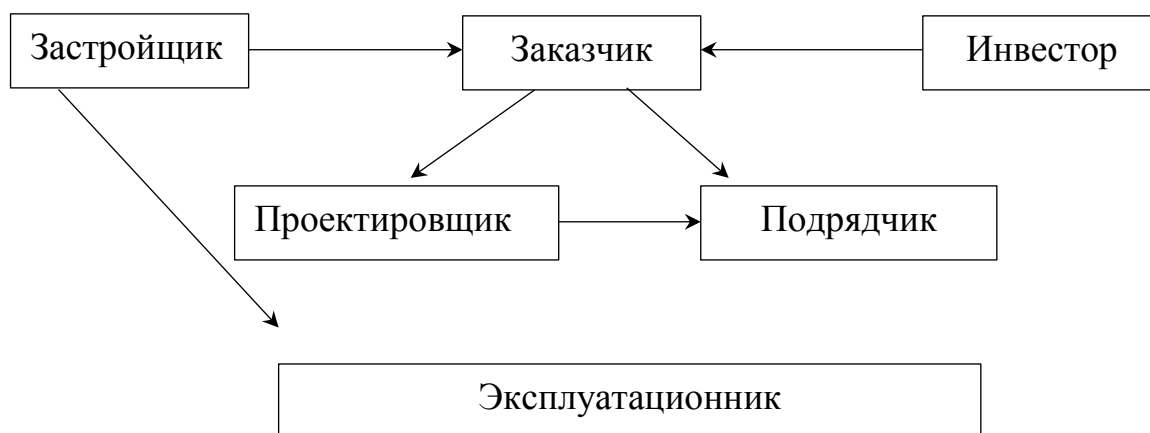 Застройщик
Заказчик
Инвестор
Проектировщик
Подрядчик
Эксплуатационник